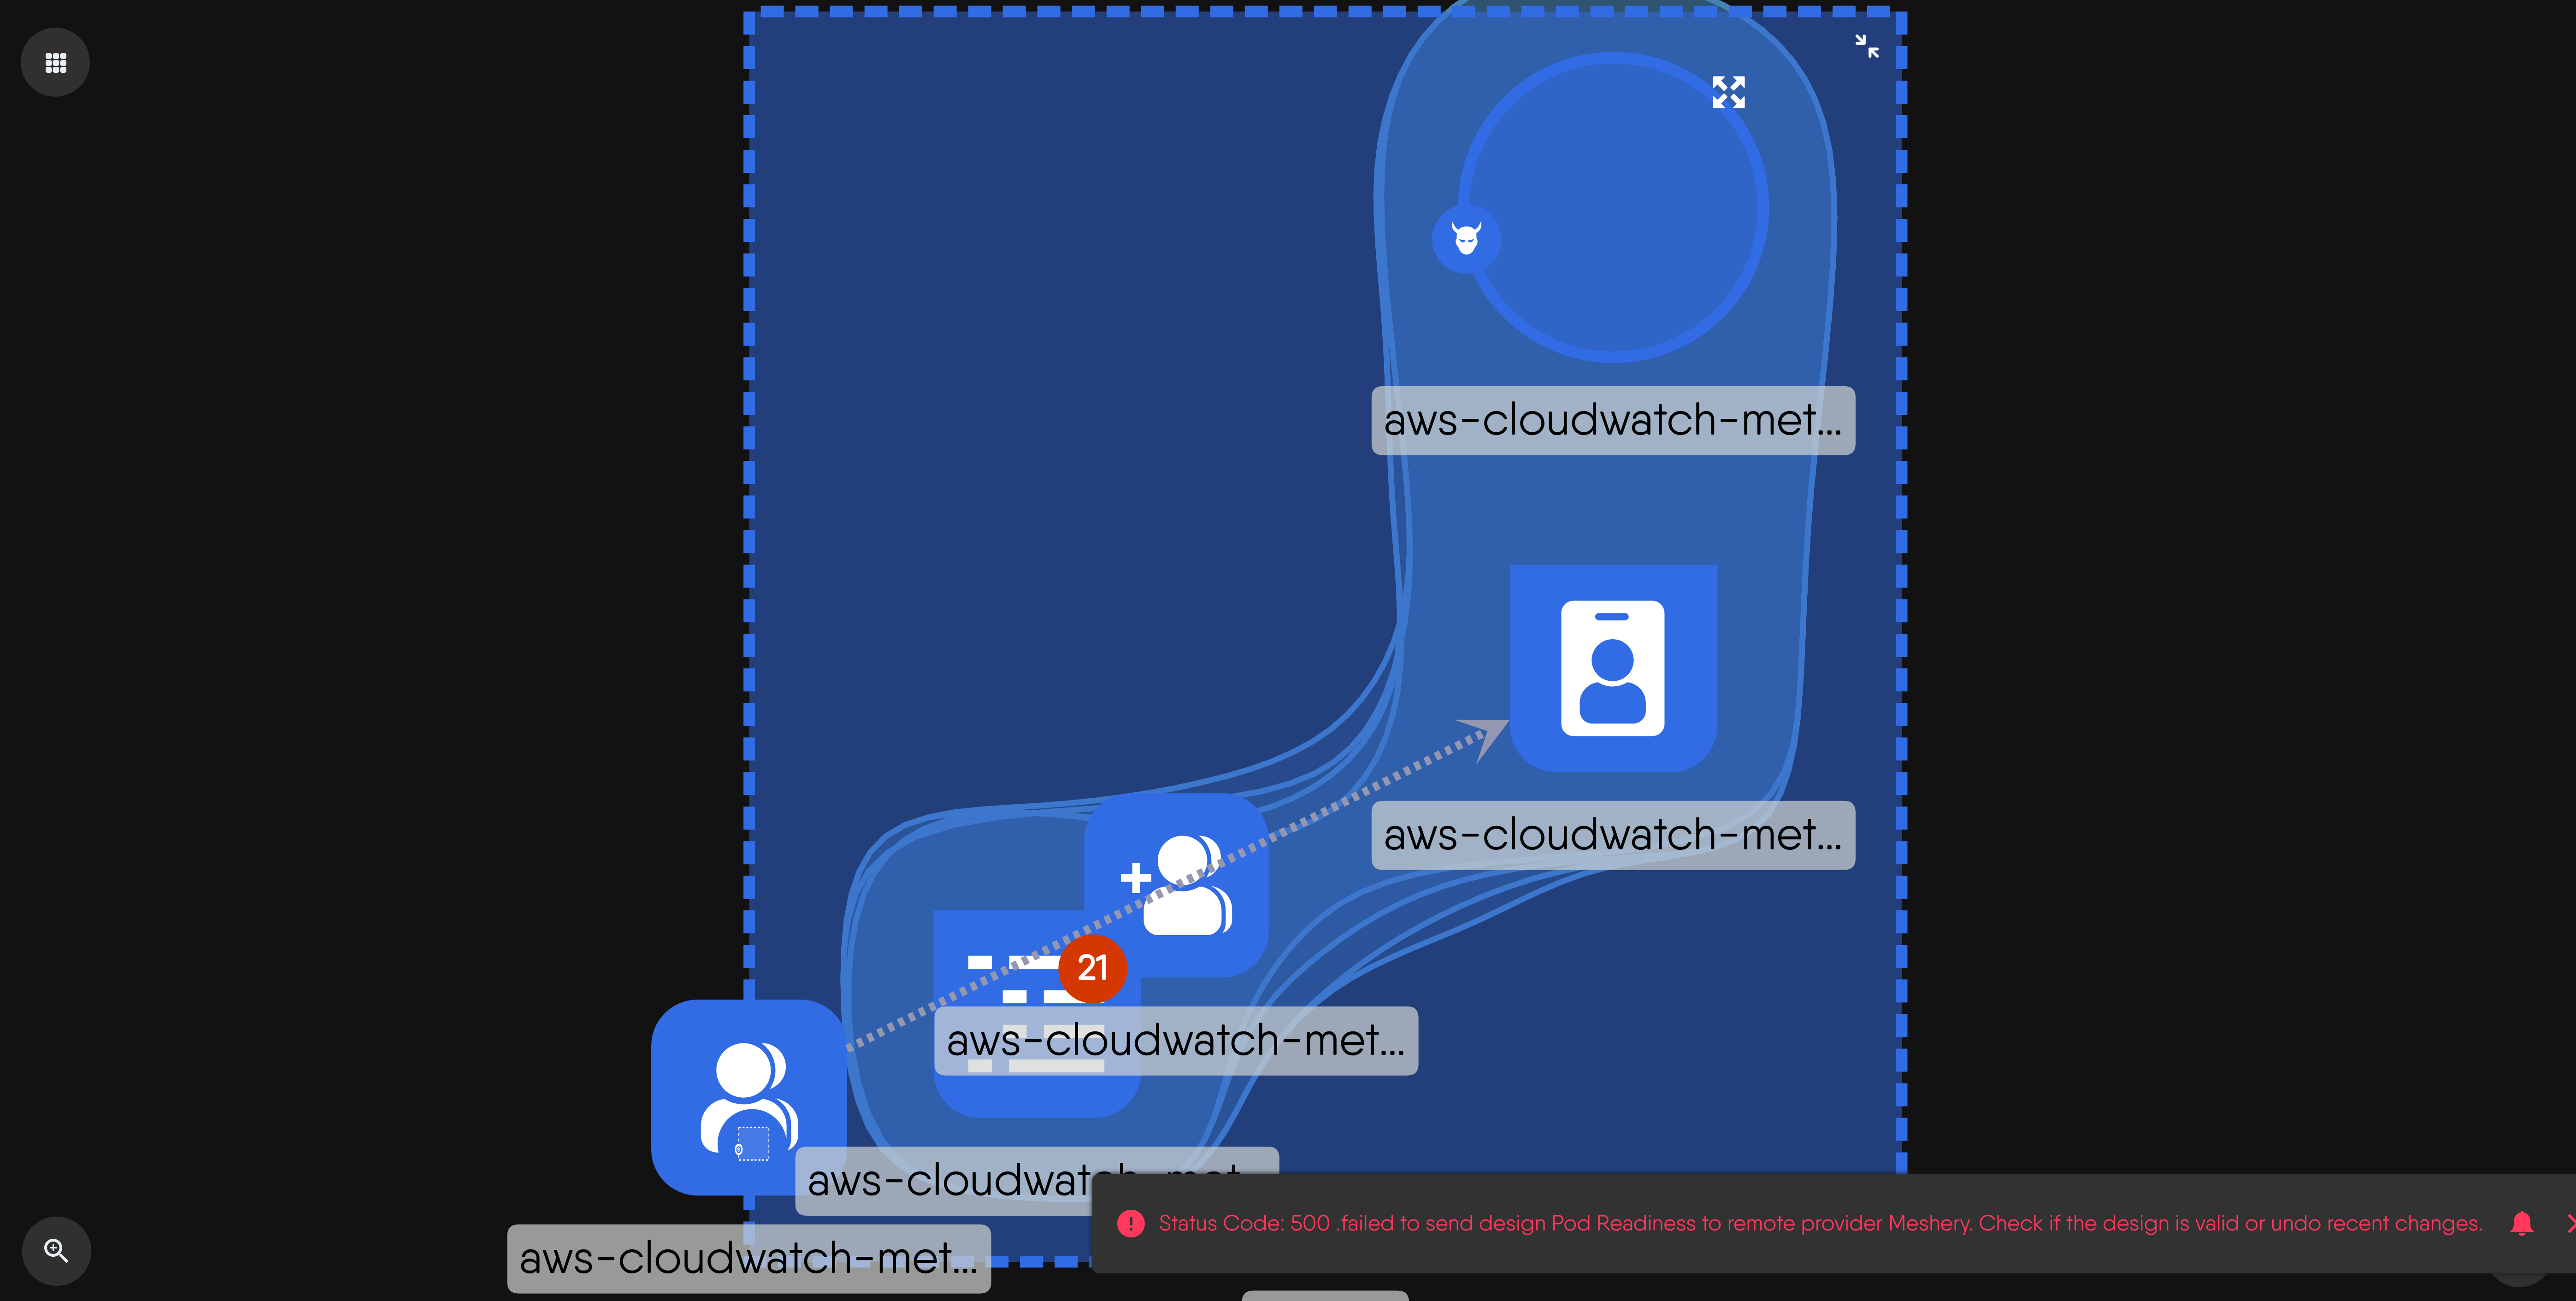 aws-cloudwatch-met...
aws-cloudwatch-met...
21
aws-cloudwatch-met...
aws-cloudwat
Status Code: 500 .failed to send design Pod Readiness to remote provider Meshery. Check if the design is valid or undo recent changes.
aws-cloudwatch-met...